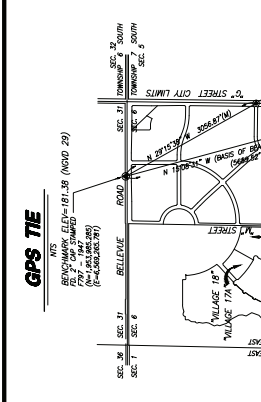 GPS TIE
NTS
BENCHMARK ELEV=181.38 (NGVD 29)
FD. 2" CAP STAMPED
F797 - 1947
(N=1,953,985.285)
(E=6,569,265.781)
SEC. 36
SEC. 1
SEC. 31
SEC. 6
BELLEVUE
ROAD
SEC. 31
SEC. 6
SEC. 32
TOWNSHIP 6 SOUTH
TOWNSHIP 7 SOUTH
SEC. 5
"G" STREET CITY LIMITS
N 29°15'38" W 3056.87'(M)
W (BASIS OF
"M" STREET
"VILLAGE 18"
"VILLAGE 17A"